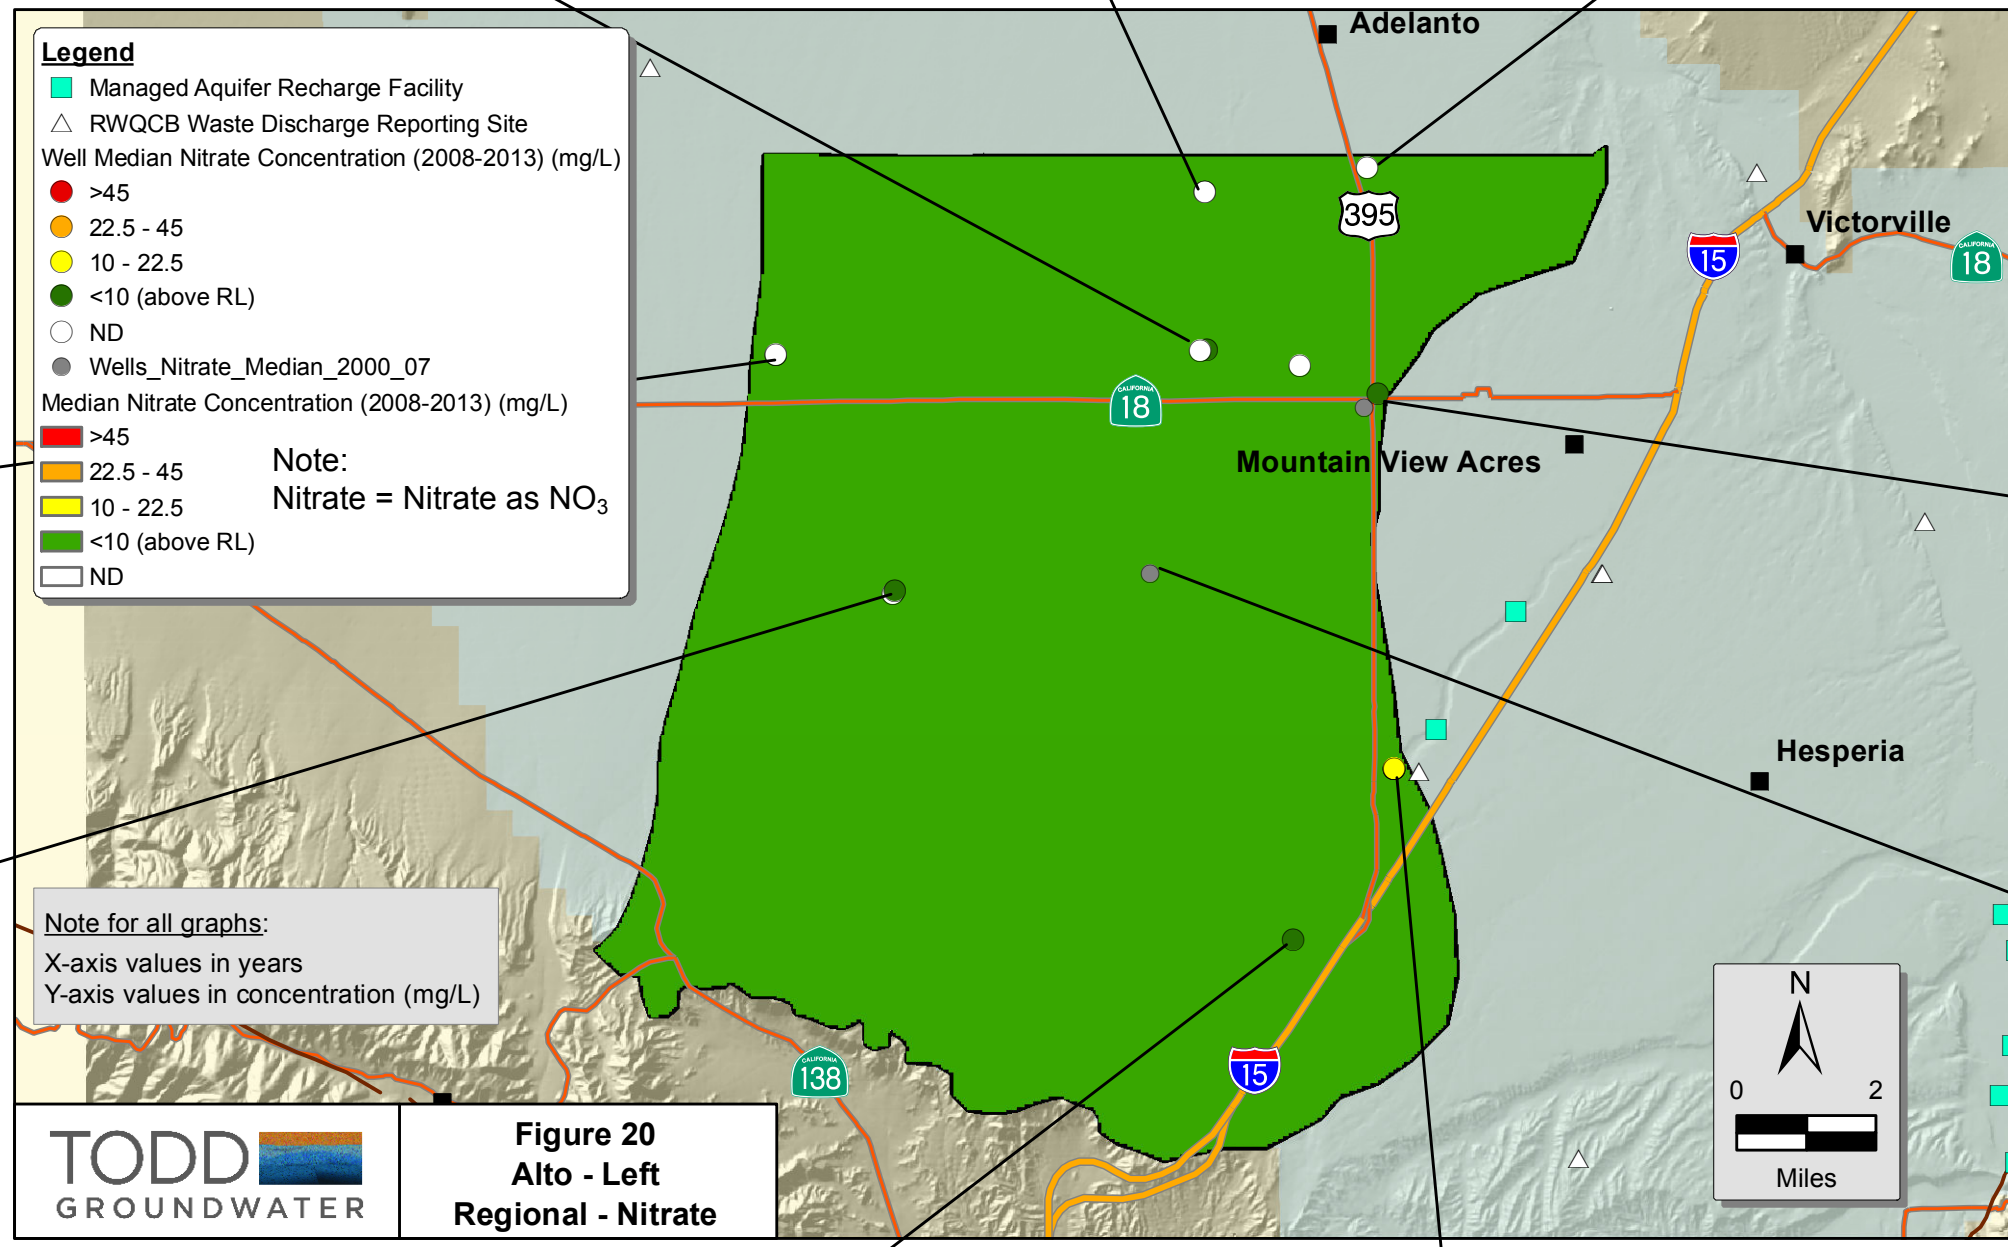 Legend
Managed Aquifer Recharge Facility
RWQCB Waste Discharge Reporting Site
Well Median Nitrate Concentration (2008-2013) (mg/L)
>45
22.5 - 45
10 - 22.5
<10 (above RL)
ND
Wells_Nitrate_Median_2000_07
Median Nitrate Concentration (2008-2013) (mg/L)
>45
22.5 - 45
10 - 22.5
<10 (above RL)
ND
Note:
Nitrate = Nitrate as NO₃
Adelanto
395
Victorville
15
CALIFORNIA
18
CALIFORNIA
18
Mountain View Acres
Hesperia
Note for all graphs:
X-axis values in years
Y-axis values in concentration (mg/L)
CALIFORNIA
138
15
N
0 2
Miles
TODD
GROUNDWATER
Figure 20
Alto - Left
Regional - Nitrate